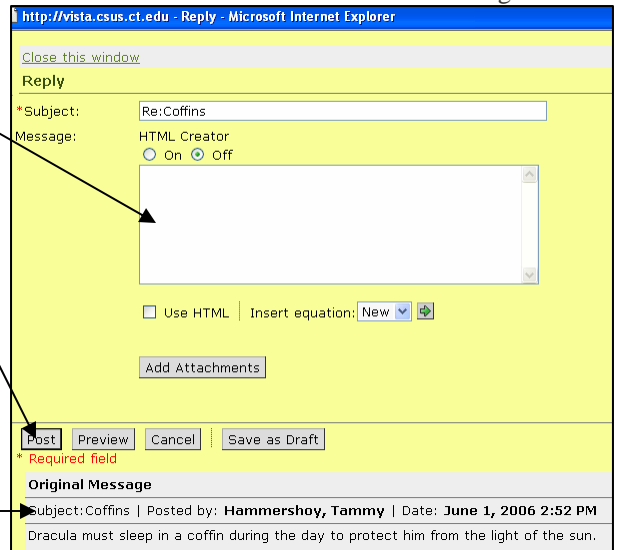 http://vista.csus.ct.edu - Reply - Microsoft Internet Explorer
Close this window
Reply
*Subject: Re:Coffins
Message: HTML Creator
On Off
Use HTML | Insert equation: New
Add Attachments
Post Preview Cancel Save as Draft
* Required field
Original Message
Subject:Coffins | Posted by: Hammershoy, Tammy | Date: June 1, 2006 2:52 PM
Dracula must sleep in a coffin during the day to protect him from the light of the sun.